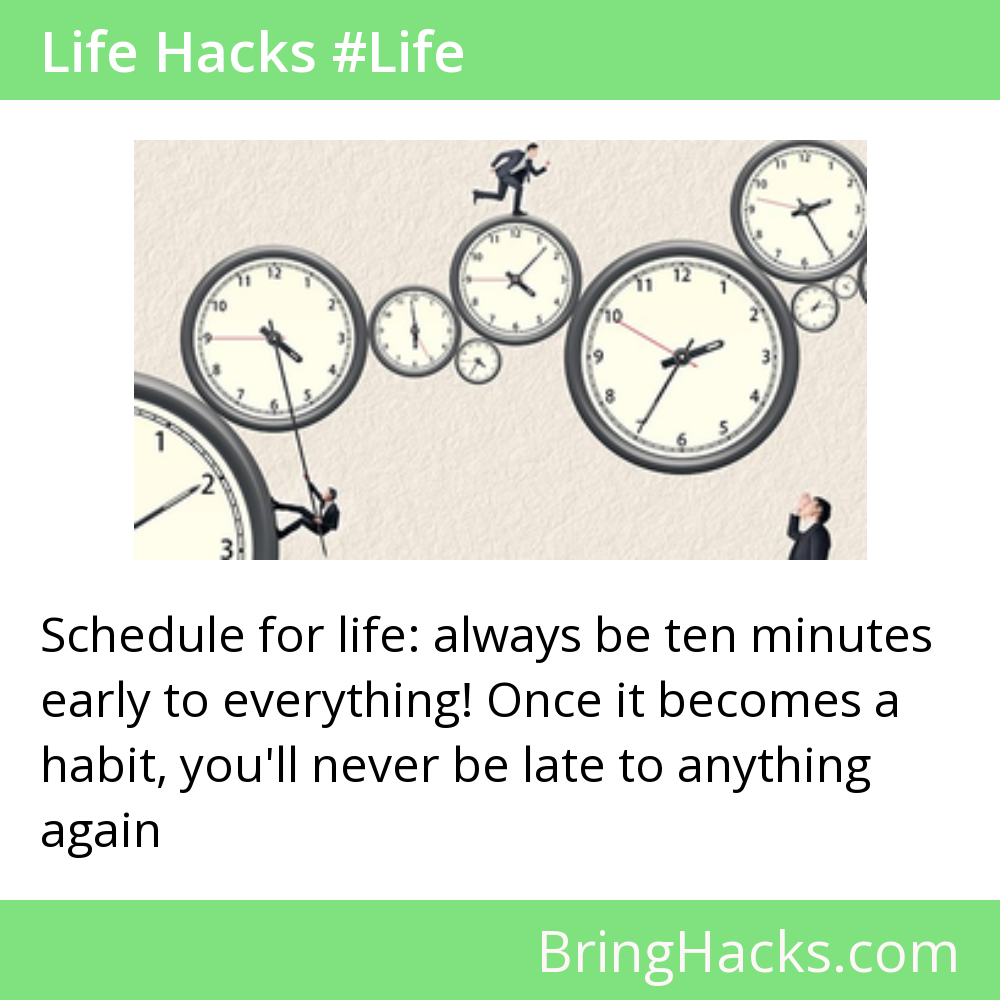 Life Hacks #Life
Schedule for life: always be ten minutes
early to everything! Once it becomes a
habit, you'll never be late to anything
again
BringHacks.com